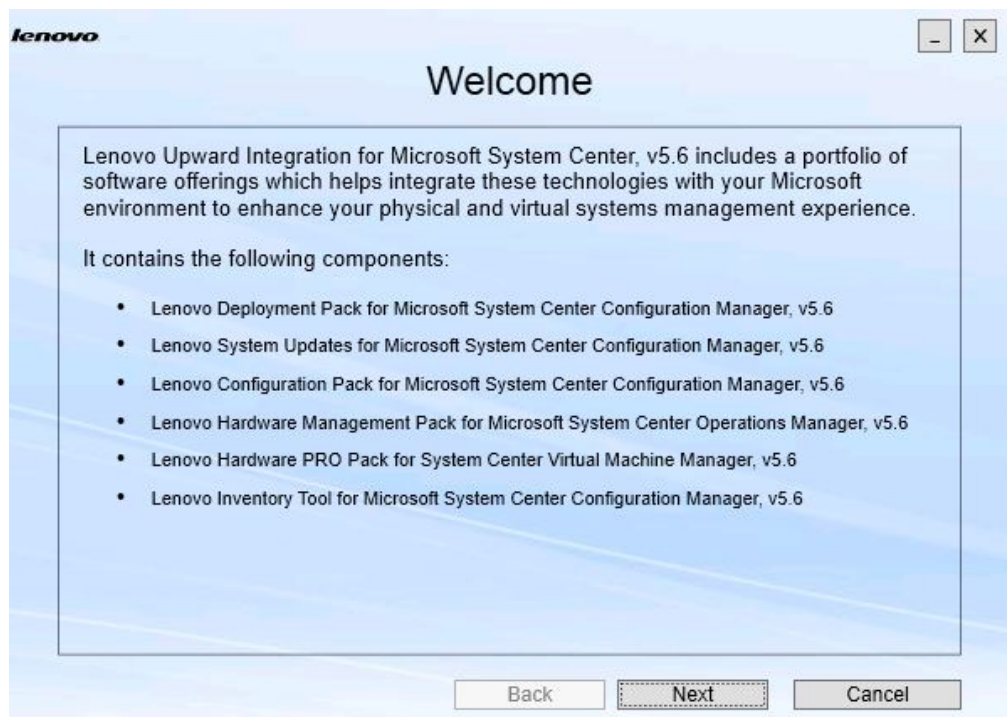 lenovo
_ X
Welcome
Lenovo Upward Integration for Microsoft System Center, v5.6 includes a portfolio of
software offerings which helps integrate these technologies with your Microsoft
environment to enhance your physical and virtual systems management experience.
It contains the following components:
• Lenovo Deployment Pack for Microsoft System Center Configuration Manager, v5.6
• Lenovo System Updates for Microsoft System Center Configuration Manager, v5.6
• Lenovo Configuration Pack for Microsoft System Center Configuration Manager, v5.6
• Lenovo Hardware Management Pack for Microsoft System Center Operations Manager, v5.6
• Lenovo Hardware PRO Pack for System Center Virtual Machine Manager, v5.6
• Lenovo Inventory Tool for Microsoft System Center Configuration Manager, v5.6
Back Next Cancel